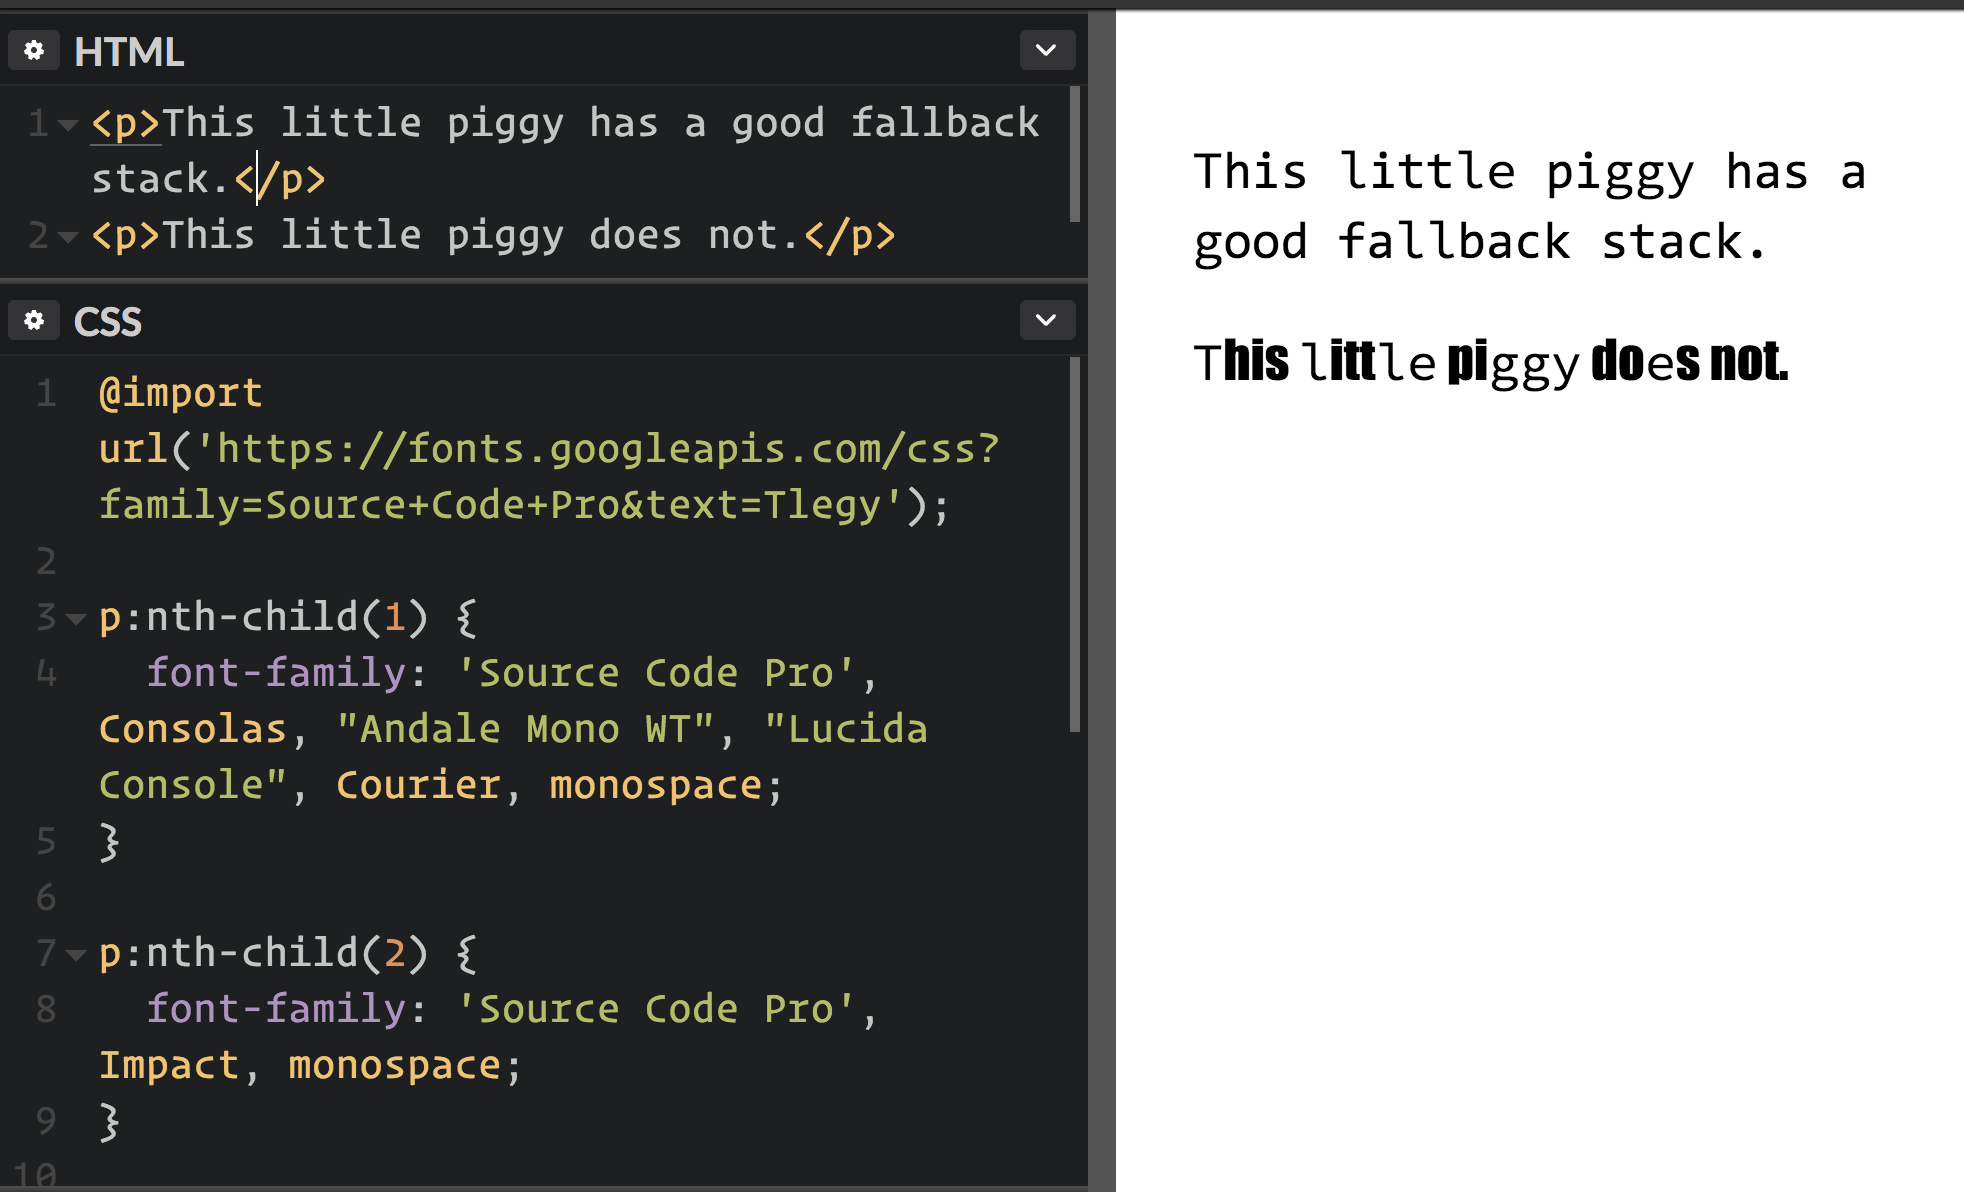 HTML
1 <p>This little piggy has a good fallback
stack.</p>
2 <p>This little piggy does not.</p>
CSS
1 @import
url('https://fonts.googleapis.com/css?
family=Source+Code+Pro&text=Tlegy');
2
3 p:nth-child(1) {
4 font-family: 'Source Code Pro',
Consolas, "Andale Mono WT", "Lucida
Console", Courier, monospace;
5 }
6
7 p:nth-child(2) {
8 font-family: 'Source Code Pro',
Impact, monospace;
9 }
10
This little piggy has a
good fallback stack.
This little piggy does not.